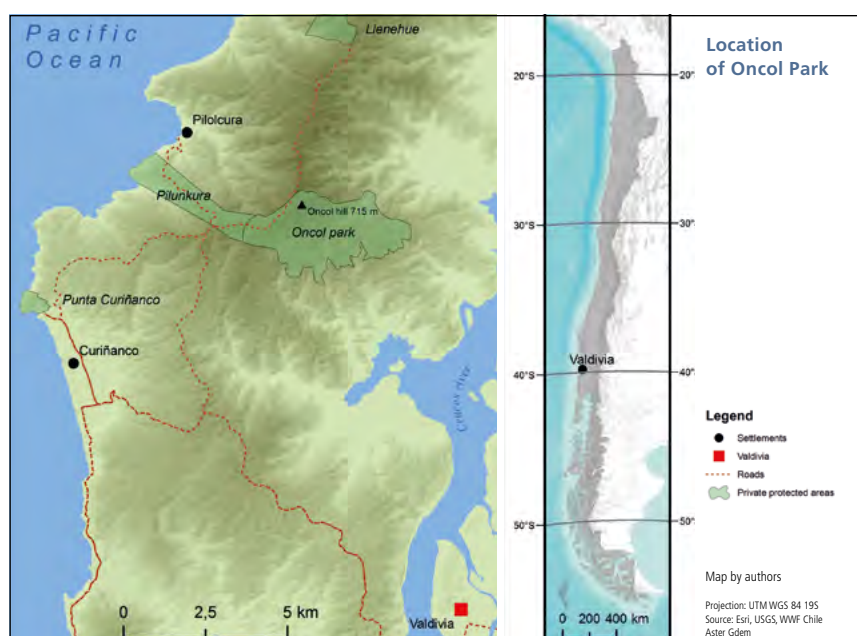 Pacific
Ocean
Lienehue
Pilolcura
Pilunkura
Oncol hill 715 m
Oncol park
Punta Curiñanco
Curiñanco
Cruces river
Valdivia
0 2,5 5 km
20°S
20°
30°S
30°
Valdivia
40°S
40°
50°S
50°
0 200 400 km
Location
of Oncol Park
Legend
Settlements
Valdivia
Roads
Private protected areas
Map by authors
Projection: UTM WGS 84 19S
Source: Esri, USGS, WWF Chile
Aster Gdem